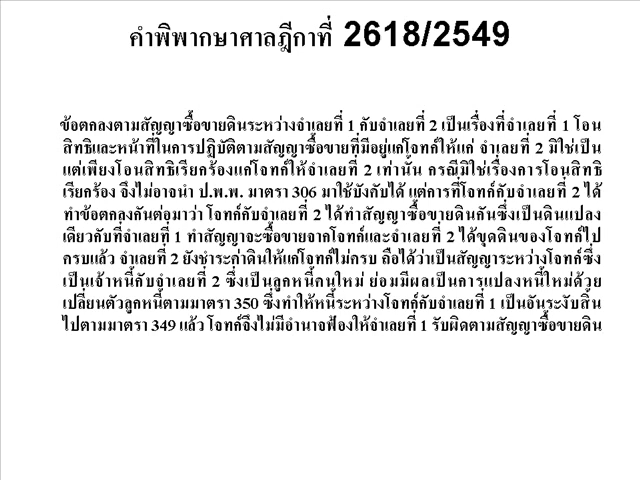 คำพิพากษาศาลฎีกาที่ 2618/2549
ข้อตกลงตามสัญญาซื้อขายดินระหว่างจำเลยที่ 1 กับจำเลยที่ 2 เป็นเรื่องที่จำเลยที่ 1 โอน
สิทธิและหน้าที่ในการปฏิบัติตามสัญญาซื้อขายที่มีอยู่แก่โจทก์ให้แก่ จำเลยที่ 2 มิใช่เป็น
แต่เพียงโอนสิทธิเรียกร้องแก่โจทก์ให้จำเลยที่ 2 เท่านั้น กรณีมิใช่เรื่องการโอนสิทธิ
เรียกร้อง จึงไม่อาจนำ ป.พ.พ. มาตรา 306 มาใช้บังคับได้ แต่การที่โจทก์กับจำเลยที่ 2 ได้
ทำข้อตกลงกันต่อมาว่า โจทก์กับจำเลยที่ 2 ได้ทำสัญญาซื้อขายดินกันซึ่งเป็นดินแปลง
เดียวกับที่จำเลยที่ 1 ทำสัญญาจะซื้อขายจากโจทก์และจำเลยที่ 2 ได้ขุดดินของโจทก์ไป
ครบแล้ว จำเลยที่ 2 ยังชำระค่าดินให้แก่โจทก์ไม่ครบ ถือได้ว่าเป็นสัญญาระหว่างโจทก์ซึ่ง
เป็นเจ้าหนี้กับจำเลยที่ 2 ซึ่งเป็นลูกหนี้คนใหม่ ย่อมมีผลเป็นการแปลงหนี้ใหม่ด้วย
เปลี่ยนตัวลูกหนี้ตามมาตรา 350 ซึ่งทำให้หนี้ระหว่างโจทก์กับจำเลยที่ 1 เป็นอันระงับสิ้น
ไปตามมาตรา 349 แล้ว โจทก์จึงไม่มีอำนาจฟ้องให้จำเลยที่ 1 รับผิดตามสัญญาซื้อขายดิน